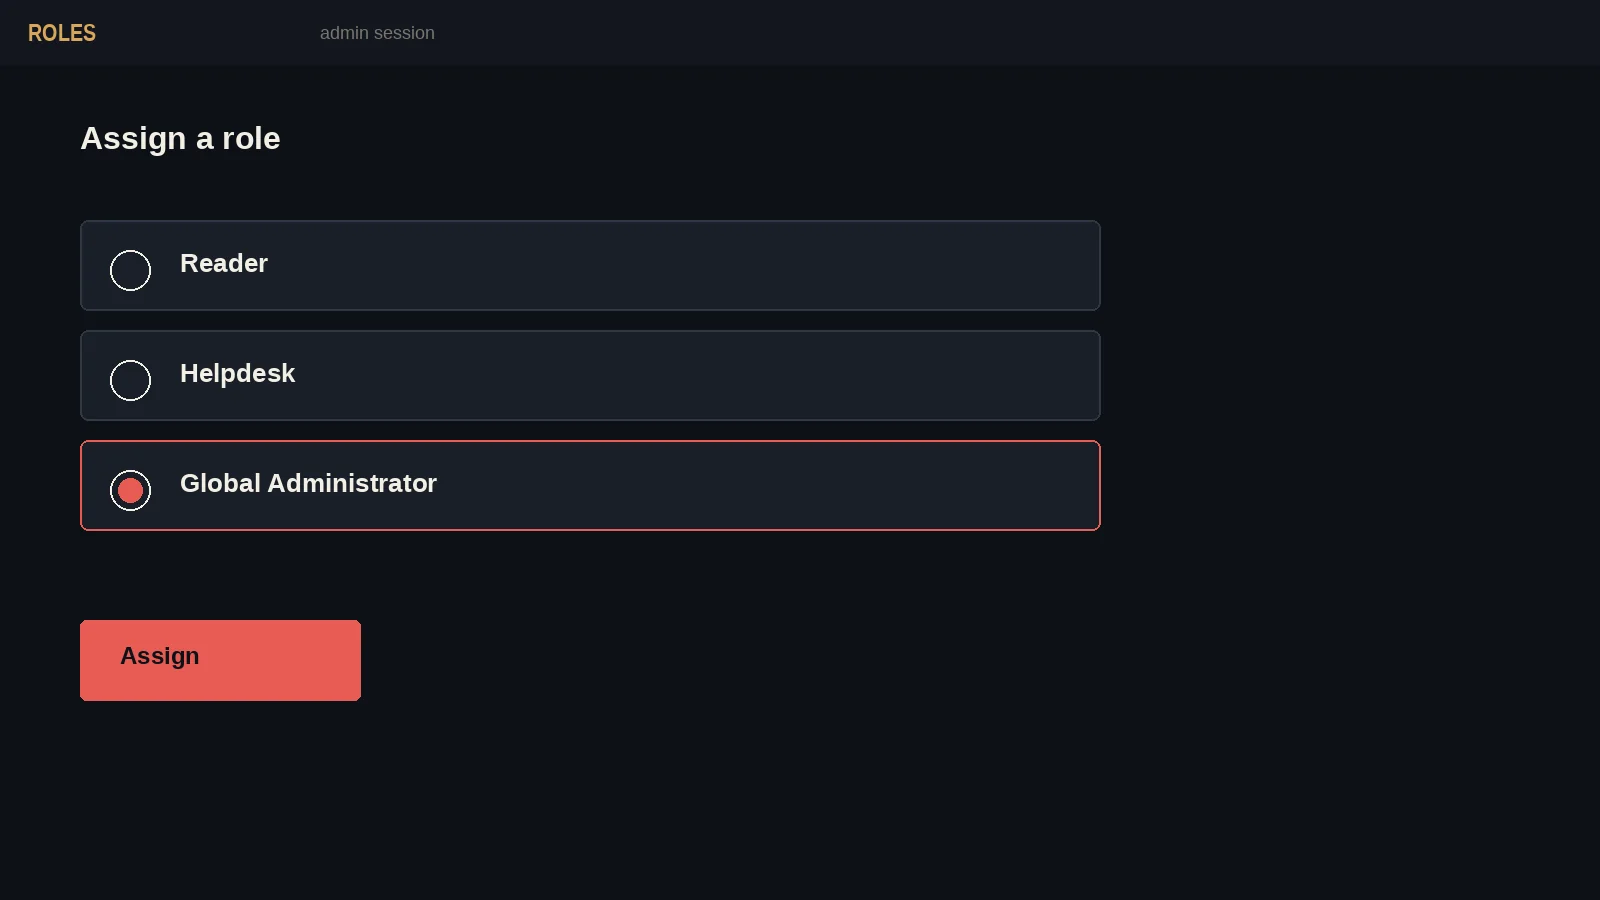 ROLES
admin session
Assign a role
Reader
Helpdesk
Global Administrator
Assign